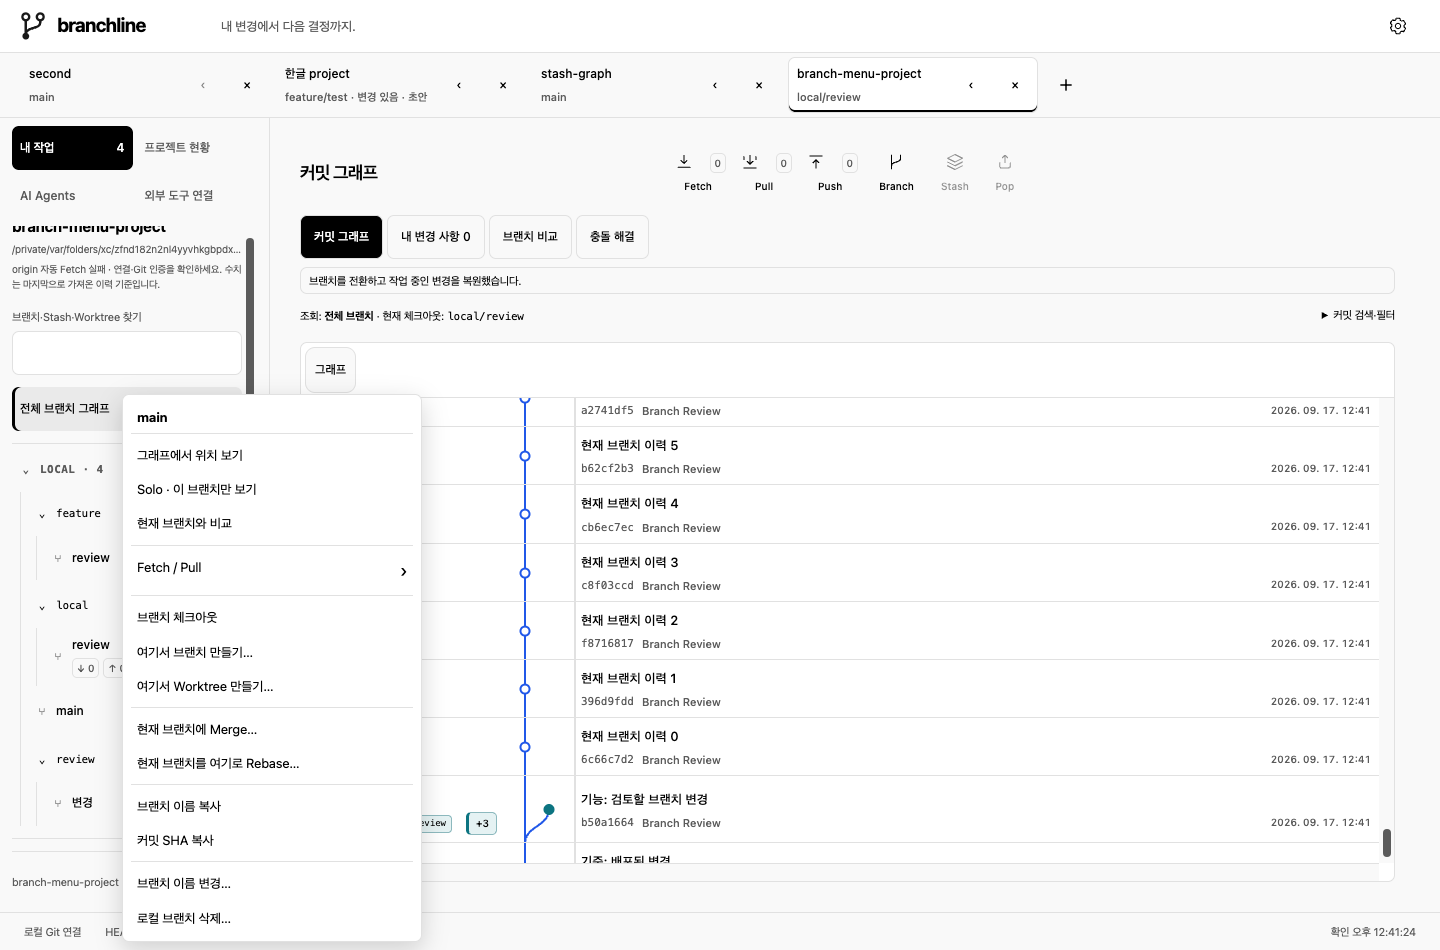 branchline
내 변경에서 다음 결정까지.
second
main
‹
×
한글 project
feature/test · 변경 있음 · 초안
‹
×
stash-graph
main
‹
×
branch-menu-project
local/review
‹
×
+
내 작업 4
프로젝트 현황
AI Agents
외부 도구 연결
branch-menu-project
/private/var/folders/xc/zfnd182n2nl4yyvhkgbpdx...
origin 자동 Fetch 실패 · 연결·Git 인증을 확인하세요. 수치
는 마지막으로 가져온 이력 기준입니다.
브랜치·Stash·Worktree 찾기
전체 브랜치 그래프
LOCAL · 4
feature
review
local
review
↓ 0 ↑
main
review
변경
branch-menu-project
main
그래프에서 위치 보기
Solo · 이 브랜치만 보기
현재 브랜치와 비교
Fetch / Pull ›
브랜치 체크아웃
여기서 브랜치 만들기...
여기서 Worktree 만들기...
현재 브랜치에 Merge...
현재 브랜치를 여기로 Rebase...
브랜치 이름 복사
커밋 SHA 복사
브랜치 이름 변경...
로컬 브랜치 삭제...
커밋 그래프
0 0 0
Fetch Pull Push Branch Stash Pop
커밋 그래프
내 변경 사항 0
브랜치 비교
충돌 해결
브랜치를 전환하고 작업 중인 변경을 복원했습니다.
조회: 전체 브랜치 · 현재 체크아웃: local/review
▶ 커밋 검색·필터
그래프
a2741df5 Branch Review 2026. 09. 17. 12:41
현재 브랜치 이력 5
b62cf2b3 Branch Review 2026. 09. 17. 12:41
현재 브랜치 이력 4
cb6ec7ec Branch Review 2026. 09. 17. 12:41
현재 브랜치 이력 3
c8f03ccd Branch Review 2026. 09. 17. 12:41
현재 브랜치 이력 2
f8716817 Branch Review 2026. 09. 17. 12:41
현재 브랜치 이력 1
396d9fdd Branch Review 2026. 09. 17. 12:41
현재 브랜치 이력 0
6c66c7d2 Branch Review 2026. 09. 17. 12:41
기능: 검토할 브랜치 변경
eview +3
b50a1664 Branch Review 2026. 09. 17. 12:41
기준: 배포된 변경
로컬 Git 연결
HEA
확인 오후 12:41:24